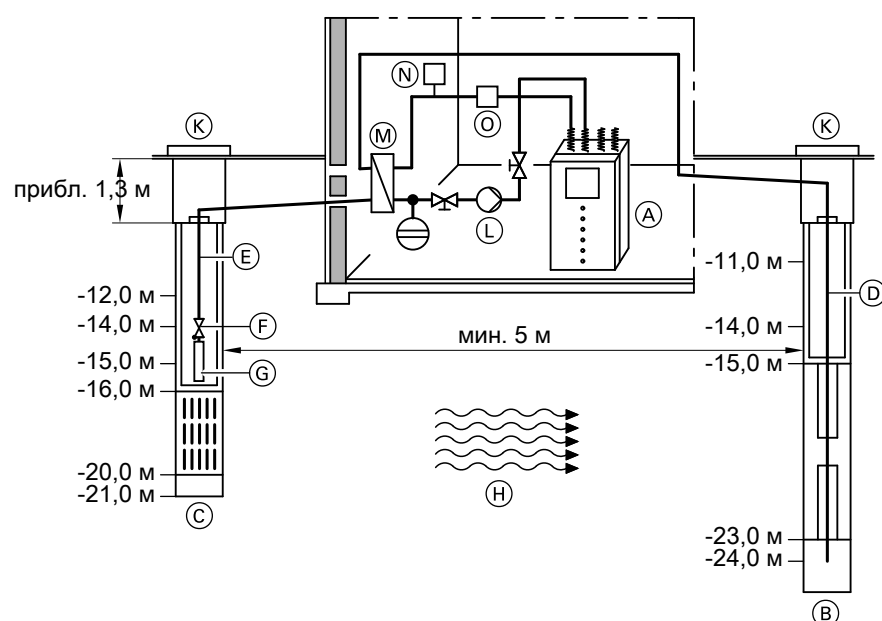 N
K
K
M
O
прибл. 1,3 м
L
A
E
-11,0 м
-12,0 м
D
-14,0 м
F
-14,0 м
мин. 5 м
-15,0 м
-15,0 м
G
-16,0 м
-20,0 м
H
-21,0 м
C
-23,0 м
-24,0 м
B